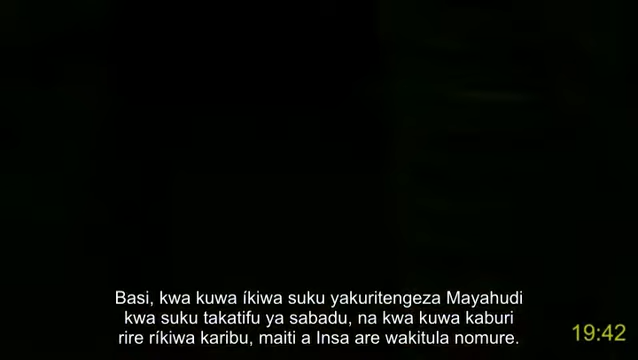 Basi, kwa kuwa íkiwa suku yakuritengeza Mayahudi
kwa suku takatifu ya sabadu, na kwa kuwa kaburi
rire ríkiwa karibu, maiti a Insa are wakitula nomure.
19:42